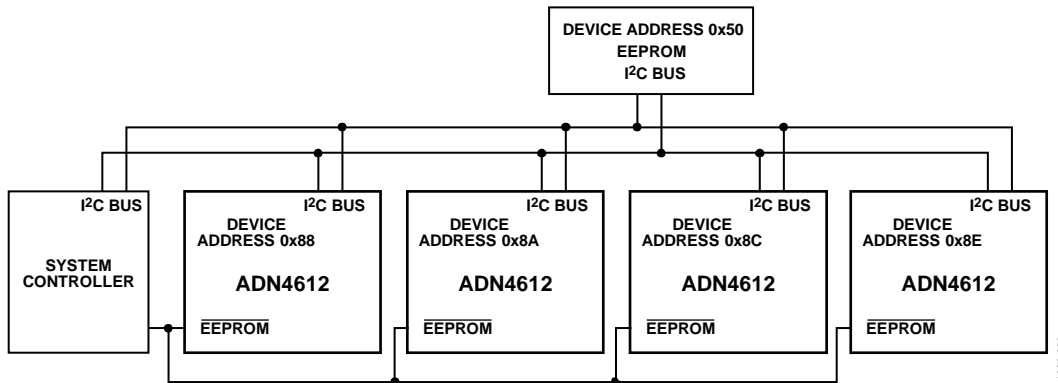 DEVICE ADDRESS 0x50
EEPROM
I²C BUS
I²C BUS
SYSTEM
CONTROLLER
I²C BUS
DEVICE
ADDRESS 0x88
ADN4612
EEPROM
I²C BUS
DEVICE
ADDRESS 0x8A
ADN4612
EEPROM
I²C BUS
DEVICE
ADDRESS 0x8C
ADN4612
EEPROM
I²C BUS
DEVICE
ADDRESS 0x8E
ADN4612
EEPROM